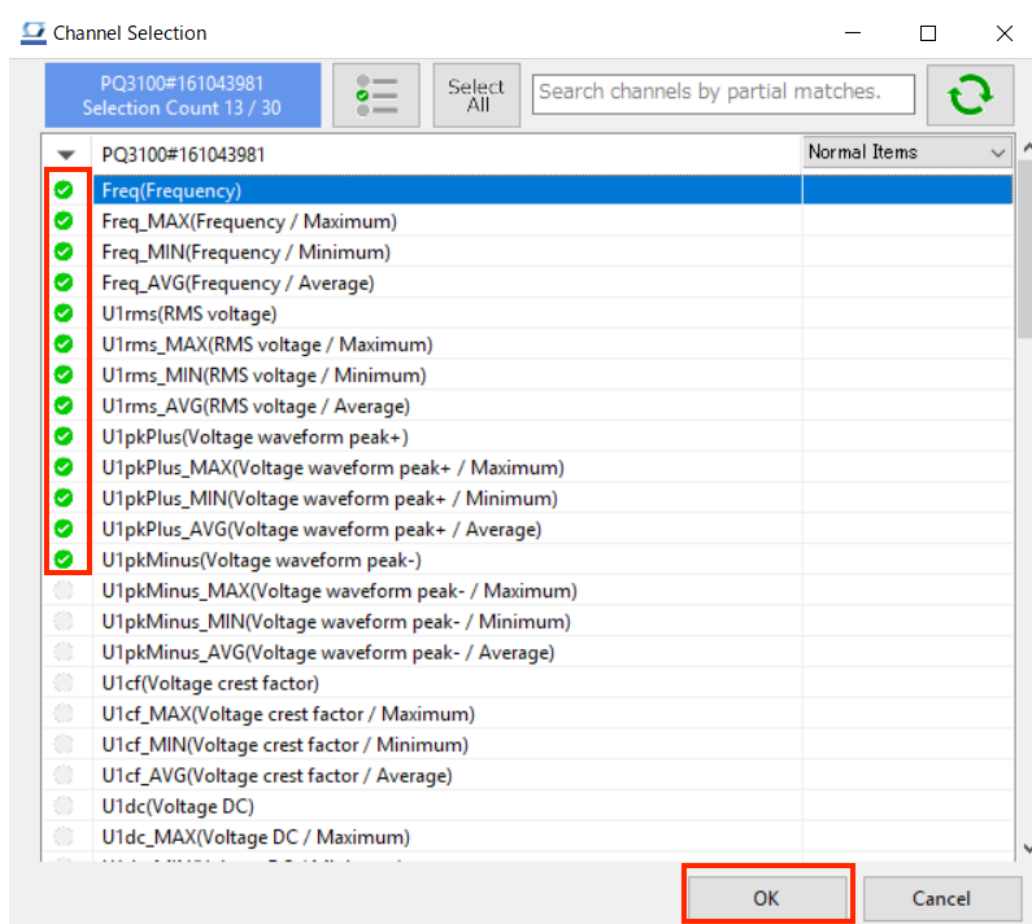 Channel Selection
PQ3100#161043981
Selection Count 13 / 30
Select
All
Search channels by partial matches.
PQ3100#161043981
Normal Items
Freq(Frequency)
Freq_MAX(Frequency / Maximum)
Freq_MIN(Frequency / Minimum)
Freq_AVG(Frequency / Average)
U1rms(RMS voltage)
U1rms_MAX(RMS voltage / Maximum)
U1rms_MIN(RMS voltage / Minimum)
U1rms_AVG(RMS voltage / Average)
U1pkPlus(Voltage waveform peak+)
U1pkPlus_MAX(Voltage waveform peak+ / Maximum)
U1pkPlus_MIN(Voltage waveform peak+ / Minimum)
U1pkPlus_AVG(Voltage waveform peak+ / Average)
U1pkMinus(Voltage waveform peak-)
U1pkMinus_MAX(Voltage waveform peak- / Maximum)
U1pkMinus_MIN(Voltage waveform peak- / Minimum)
U1pkMinus_AVG(Voltage waveform peak- / Average)
U1cf(Voltage crest factor)
U1cf_MAX(Voltage crest factor / Maximum)
U1cf_MIN(Voltage crest factor / Minimum)
U1cf_AVG(Voltage crest factor / Average)
U1dc(Voltage DC)
U1dc_MAX(Voltage DC / Maximum)
OK
Cancel